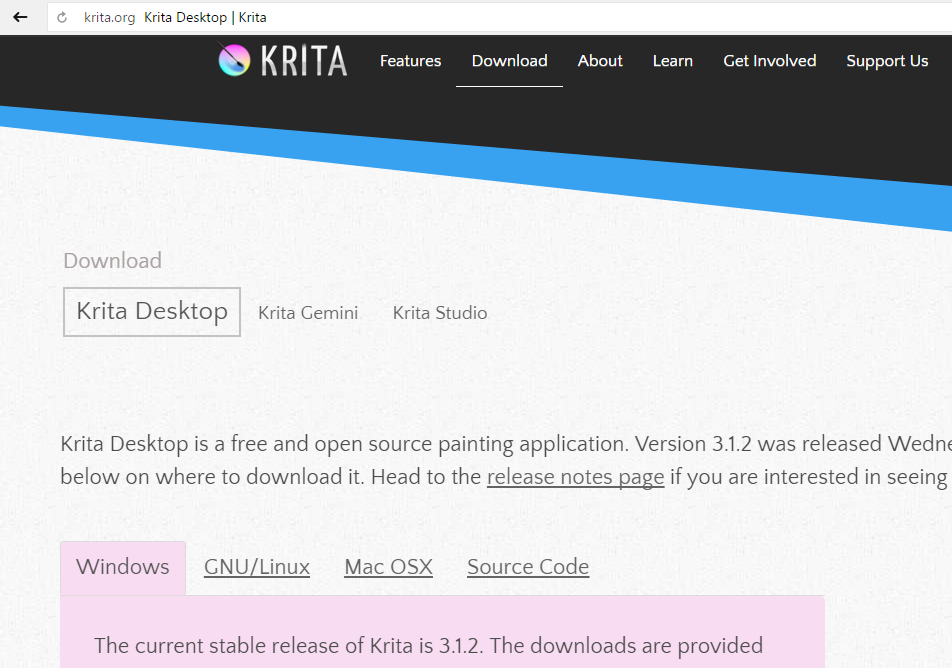 krita.org Krita Desktop | Krita
KRITA Features Download About Learn Get Involved Support Us
Download
Krita Desktop Krita Gemini Krita Studio
Krita Desktop is a free and open source painting application. Version 3.1.2 was released
below on where to download it. Head to the release notes page if you are interested in seeing
Windows GNU/Linux Mac OSX Source Code
The current stable release of Krita is 3.1.2. The downloads are provided